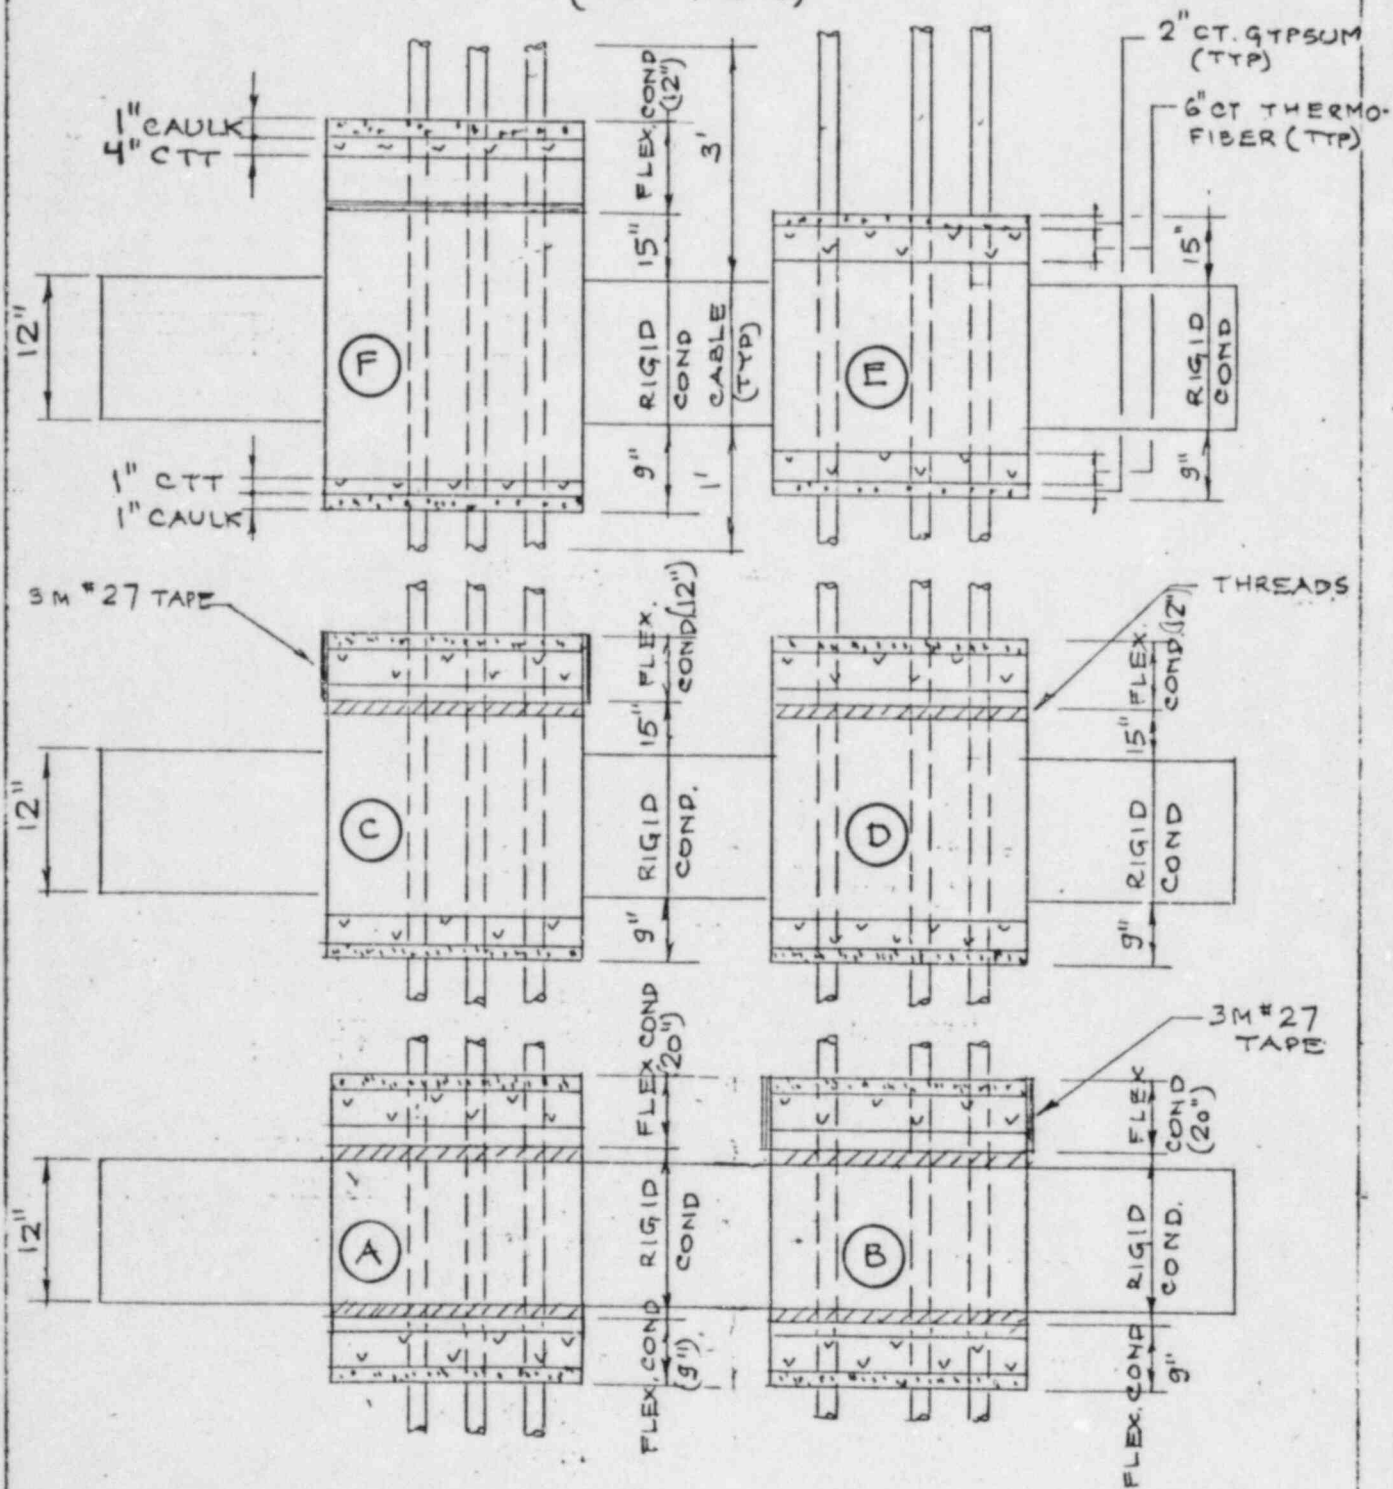 2" CT. GYPSUM
(TYP)
6" CT THERMO-
FIBER (TYP)
1" CAULK
4" CTT
FLEX. COND
(12")
3'
15"
15"
12"
F
RIGID
COND
CABLE
(TYP)
E
RIGID
COND
1" CTT
1" CAULK
9"
1'
9"
3M #27 TAPE
FLEX.
COND(12")
THREADS
FLEX.
COND(12")
15"
15"
12"
C
RIGID
COND.
D
RIGID
COND
9"
9"
FLEX COND
(20")
3M #27
TAPE
FLEX
COND
(20")
12"
A
RIGID
COND
B
RIGID
COND.
FLEX. COND
(9").
FLEX. COND
9"